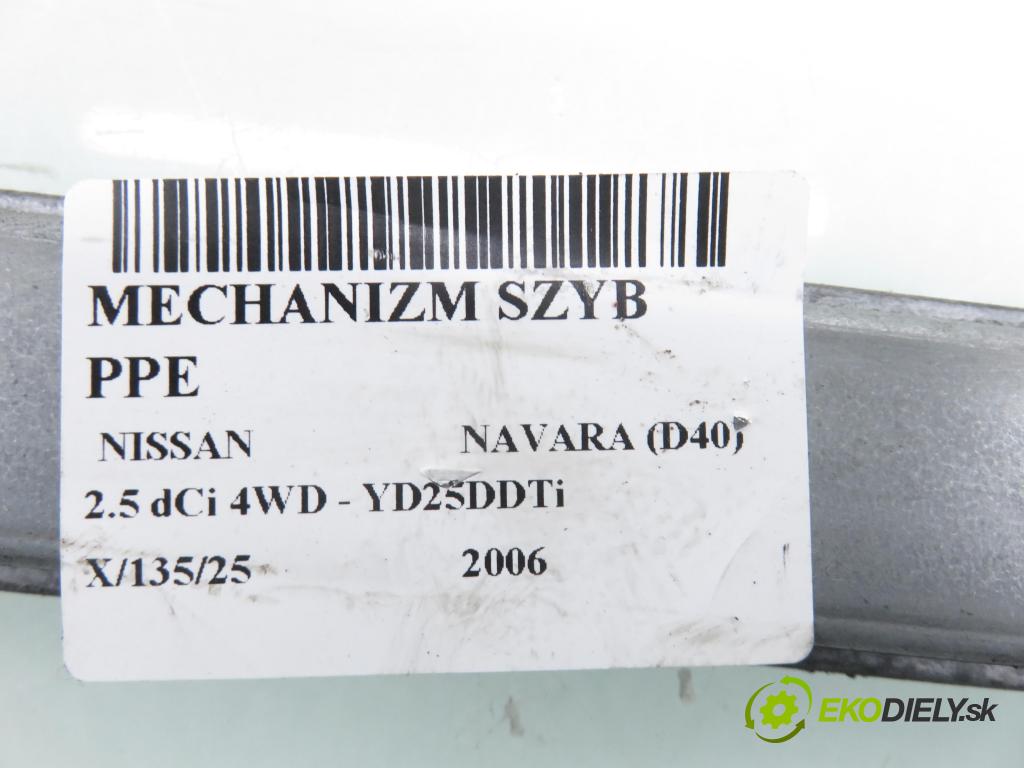 MECHANIZM SZYB
PPE
NISSAN NAVARA (D40)
2.5 dCi 4WD - YD25DDTi
X/135/25 2006
EKODIELY.sk